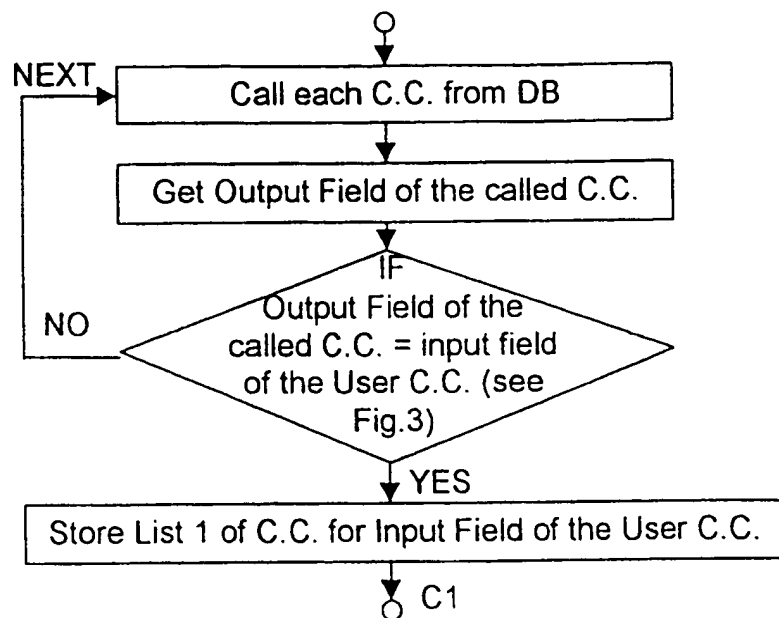 NEXT
Call each C.C. from DB
Get Output Field of the called C.C.
IF
Output Field of the
called C.C. = input field
of the User C.C. (see
Fig.3)
NO
YES
Store List 1 of C.C. for Input Field of the User C.C.
C1